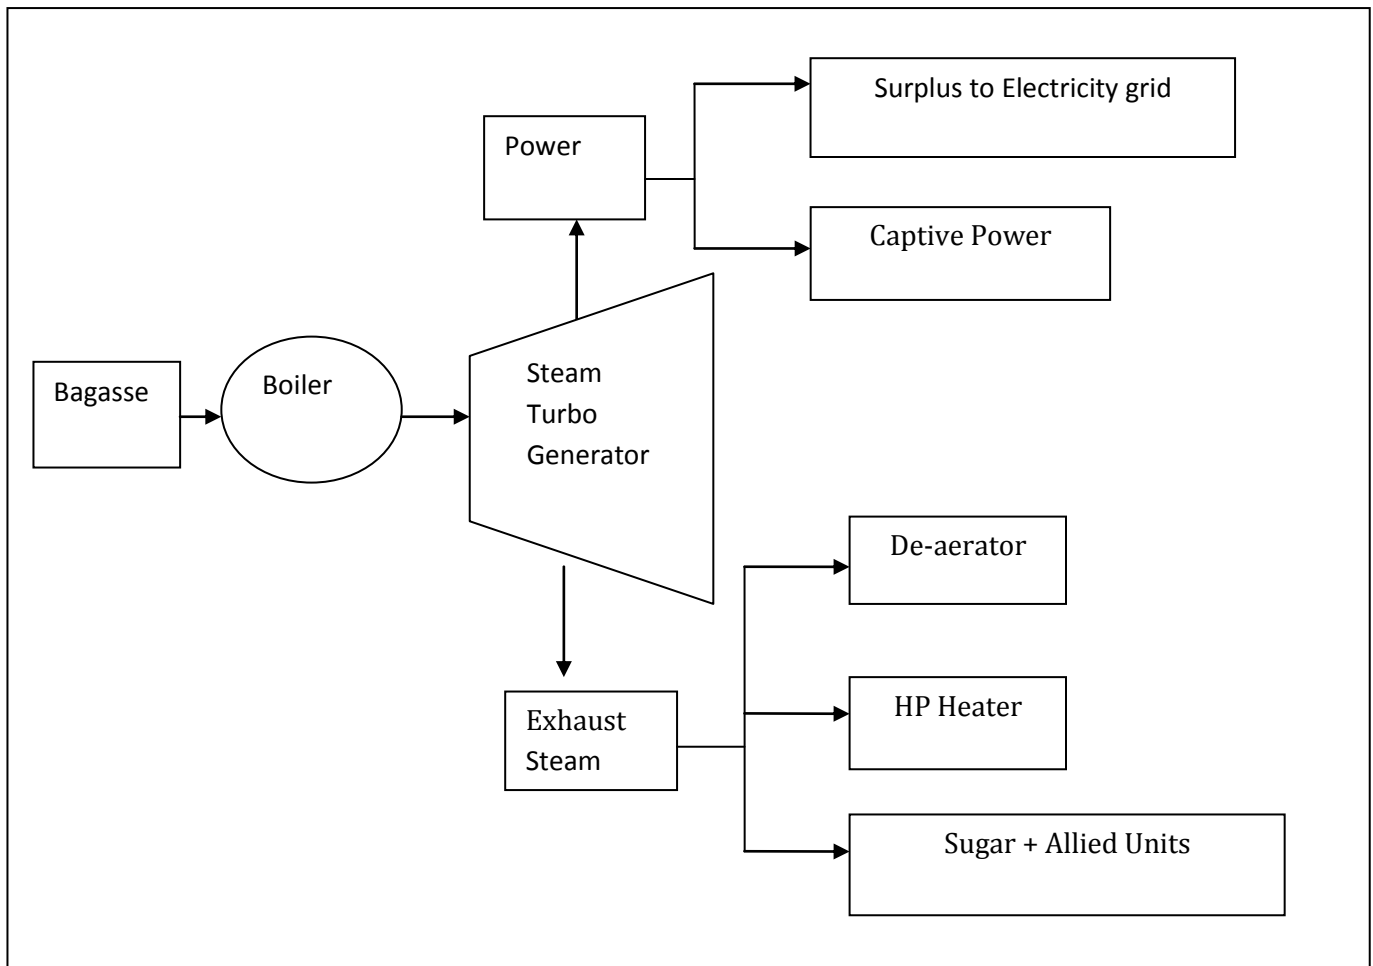 Surplus to Electricity grid
Power
Captive Power
Bagasse
Boiler
Steam
Turbo
Generator
De-aerator
HP Heater
Exhaust
Steam
Sugar + Allied Units